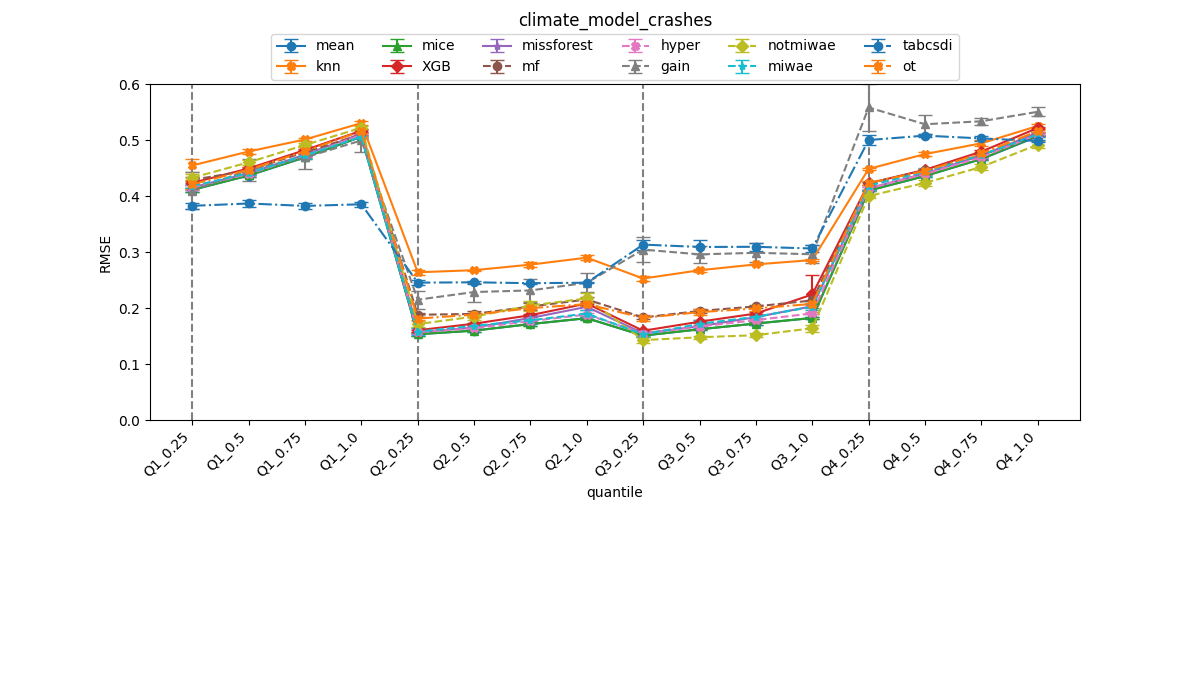 climate_model_crashes
mean mice missforest hyper notmiwae tabcsdi
knn XGB mf gain miwae ot
RMSE
0.6
0.5
0.4
0.3
0.2
0.1
0.0
Q1_0.25 Q1_0.5 Q1_0.75 Q1_1.0 Q2_0.25 Q2_0.5 Q2_0.75 Q2_1.0 Q3_0.25 Q3_0.5 Q3_0.75 Q3_1.0 Q4_0.25 Q4_0.5 Q4_0.75 Q4_1.0
quantile